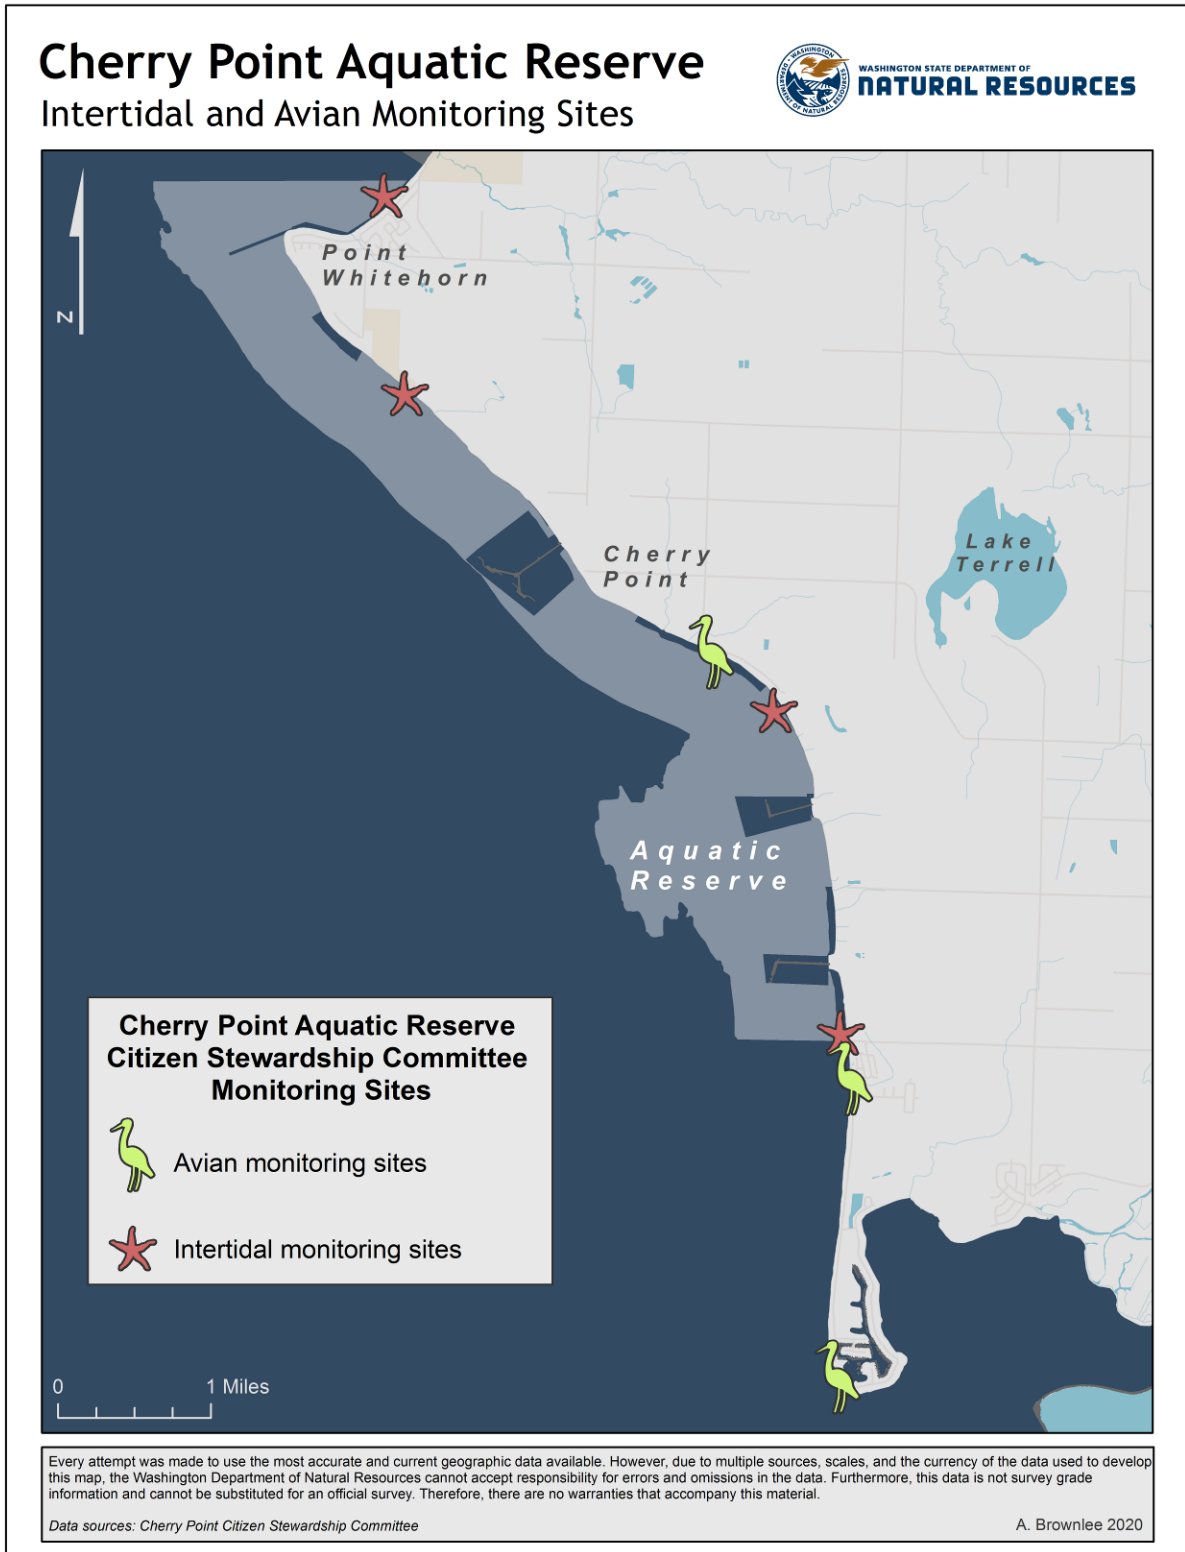 Cherry Point Aquatic Reserve
Intertidal and Avian Monitoring Sites
WASHINGTON STATE DEPARTMENT OF
NATURAL RESOURCES
WASHINGTON
DEPARTMENT OF NATURAL RESOURCES
N
Point
Whitehorn
Cherry
Point
Lake
Terrell
Aquatic
Reserve
Cherry Point Aquatic Reserve
Citizen Stewardship Committee
Monitoring Sites
Avian monitoring sites
Intertidal monitoring sites
0 1 Miles
Every attempt was made to use the most accurate and current geographic data available. However, due to multiple sources, scales, and the currency of the data used to develop
this map, the Washington Department of Natural Resources cannot accept responsibility for errors and omissions in the data. Furthermore, this data is not survey grade
information and cannot be substituted for an official survey. Therefore, there are no warranties that accompany this material.
Data sources: Cherry Point Citizen Stewardship Committee
A. Brownlee 2020